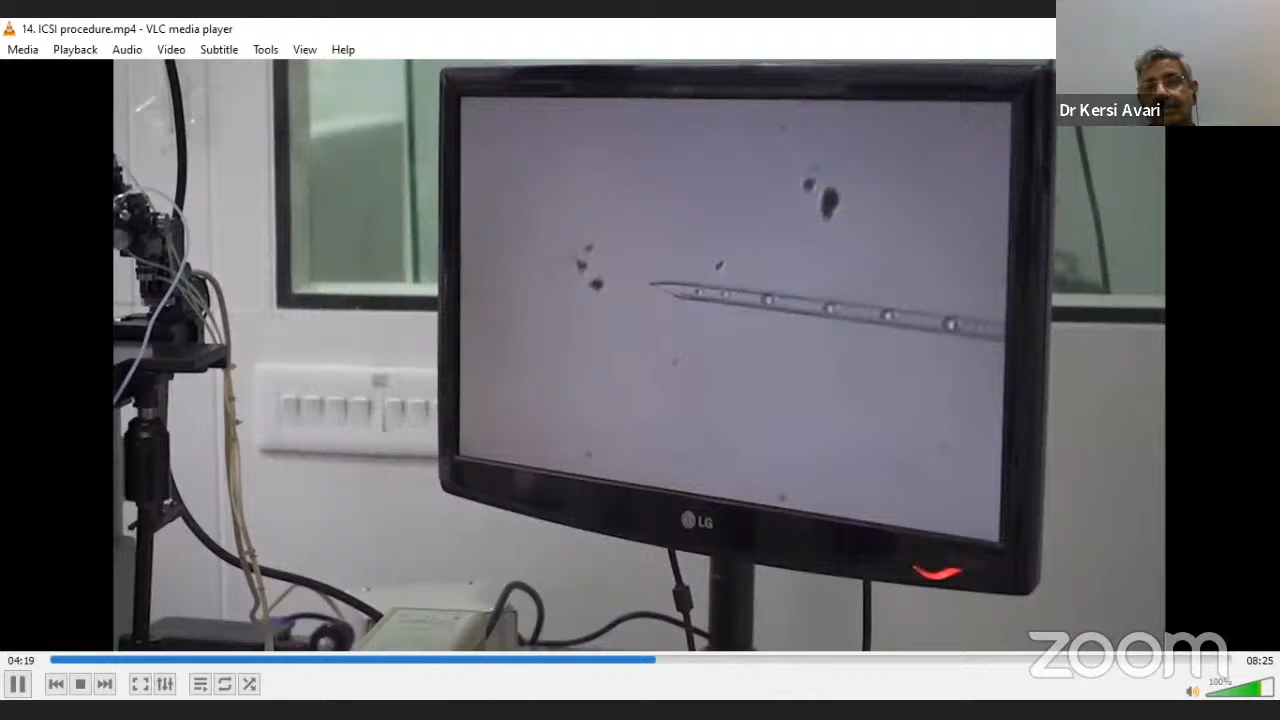 14. ICSI procedure.mp4 - VLC media player
Media Playback Audio Video Subtitle Tools View Help
Dr Kersi Avari
LG
zoom
04:19
08:25
100%